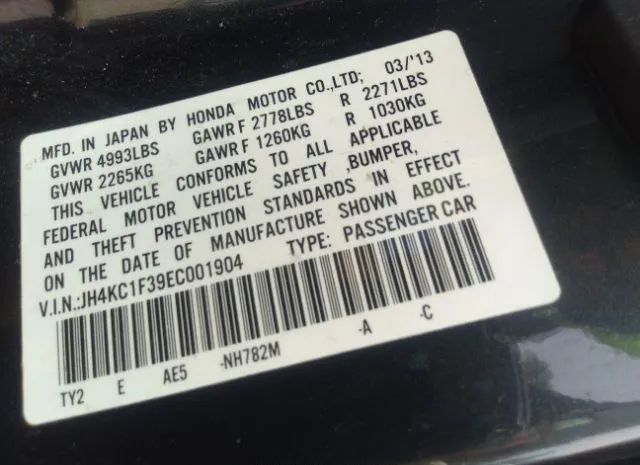 MFD. IN JAPAN BY HONDA MOTOR CO.,LTD; 03/'13
GVWR 4993LBS GAWR F 2778LBS R 2271LBS
GVWR 2265KG GAWR F 1260KG R 1030KG
THIS VEHICLE CONFORMS TO ALL APPLICABLE
FEDERAL MOTOR VEHICLE SAFETY ,BUMPER,
AND THEFT PREVENTION STANDARDS IN EFFECT
ON THE DATE OF MANUFACTURE SHOWN ABOVE.
V.I.N.:JH4KC1F39EC001904 TYPE: PASSENGER CAR
TY2 E AE5 -NH782M -A -C